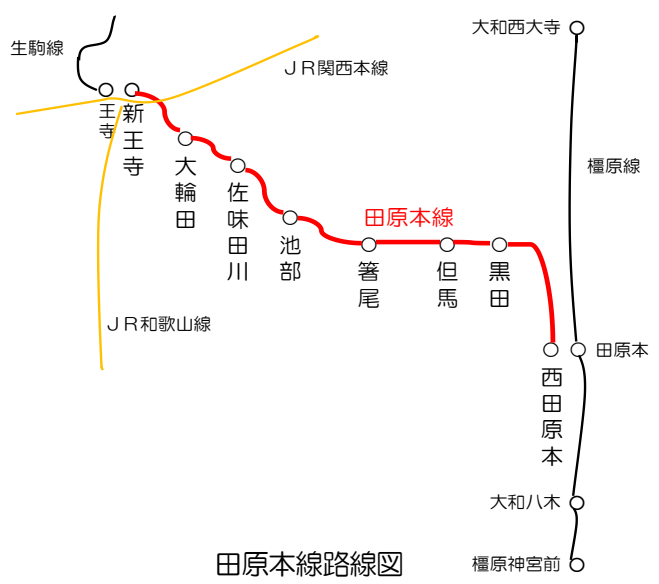 大和西大寺
生駒線
ＪＲ関西本線
王寺
新王寺
大輪田
佐味田川
池部
田原本線
箸尾
但馬
黒田
橿原線
ＪＲ和歌山線
田原本
西田原本
大和八木
田原本線路線図
橿原神宮前